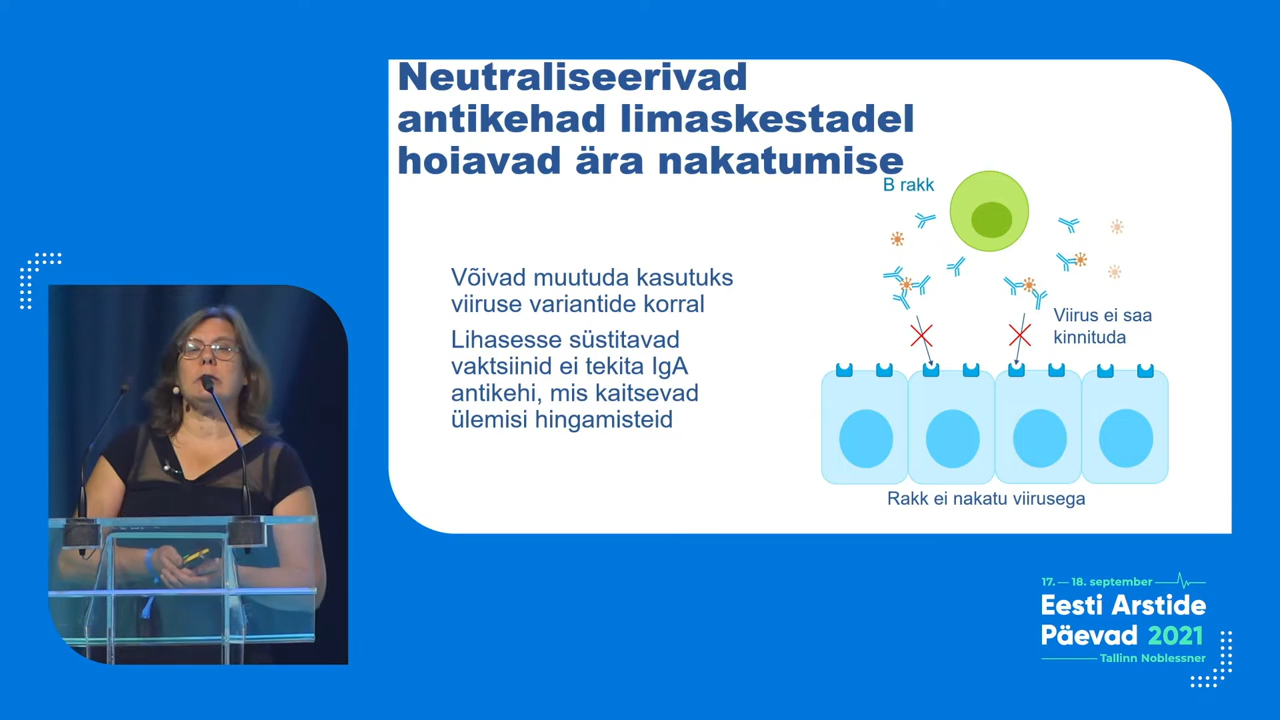 Neutraliseerivad
antikehad limaskestadel
hoiavad ära nakatumise
B rakk
Võivad muutuda kasutuks
viiruse variantide korral
Lihasesse süstitavad
vaktsiinid ei tekita IgA
antikehi, mis kaitsevad
ülemisi hingamisteid
Viirus ei saa
kinnituda
Rakk ei nakatu viirusega
17. — 18. september
Eesti Arstide
Päevad 2021
Tallinn Noblessner